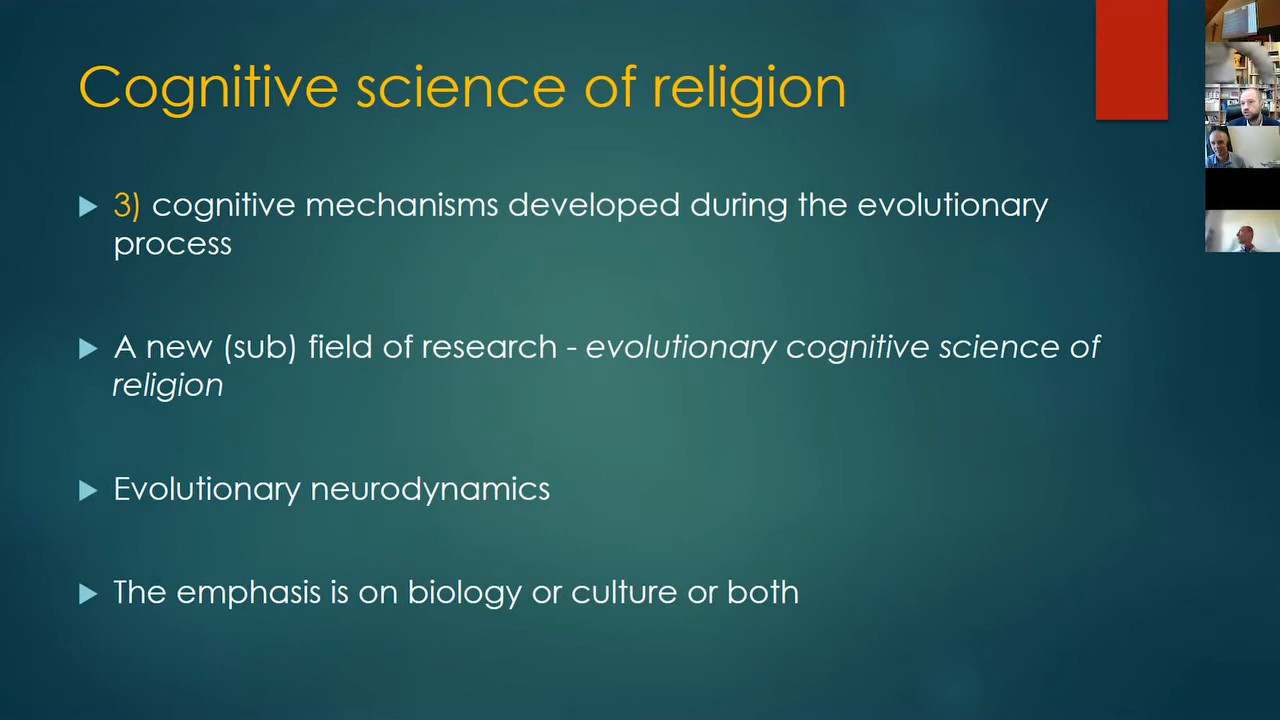 Cognitive science of religion
3) cognitive mechanisms developed during the evolutionary
process
A new (sub) field of research - evolutionary cognitive science of
religion
Evolutionary neurodynamics
The emphasis is on biology or culture or both